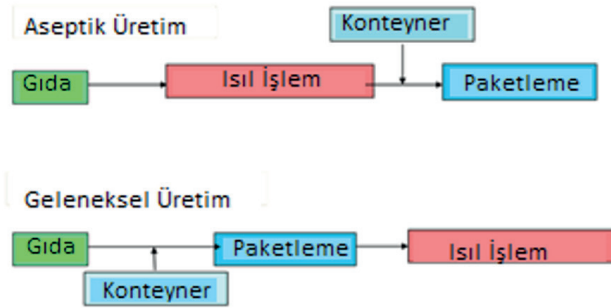 Aseptik Üretim
Konteyner
Gıda
Isıl İşlem
Paketleme
Geleneksel Üretim
Gıda
Paketleme
Isıl İşlem
Konteyner